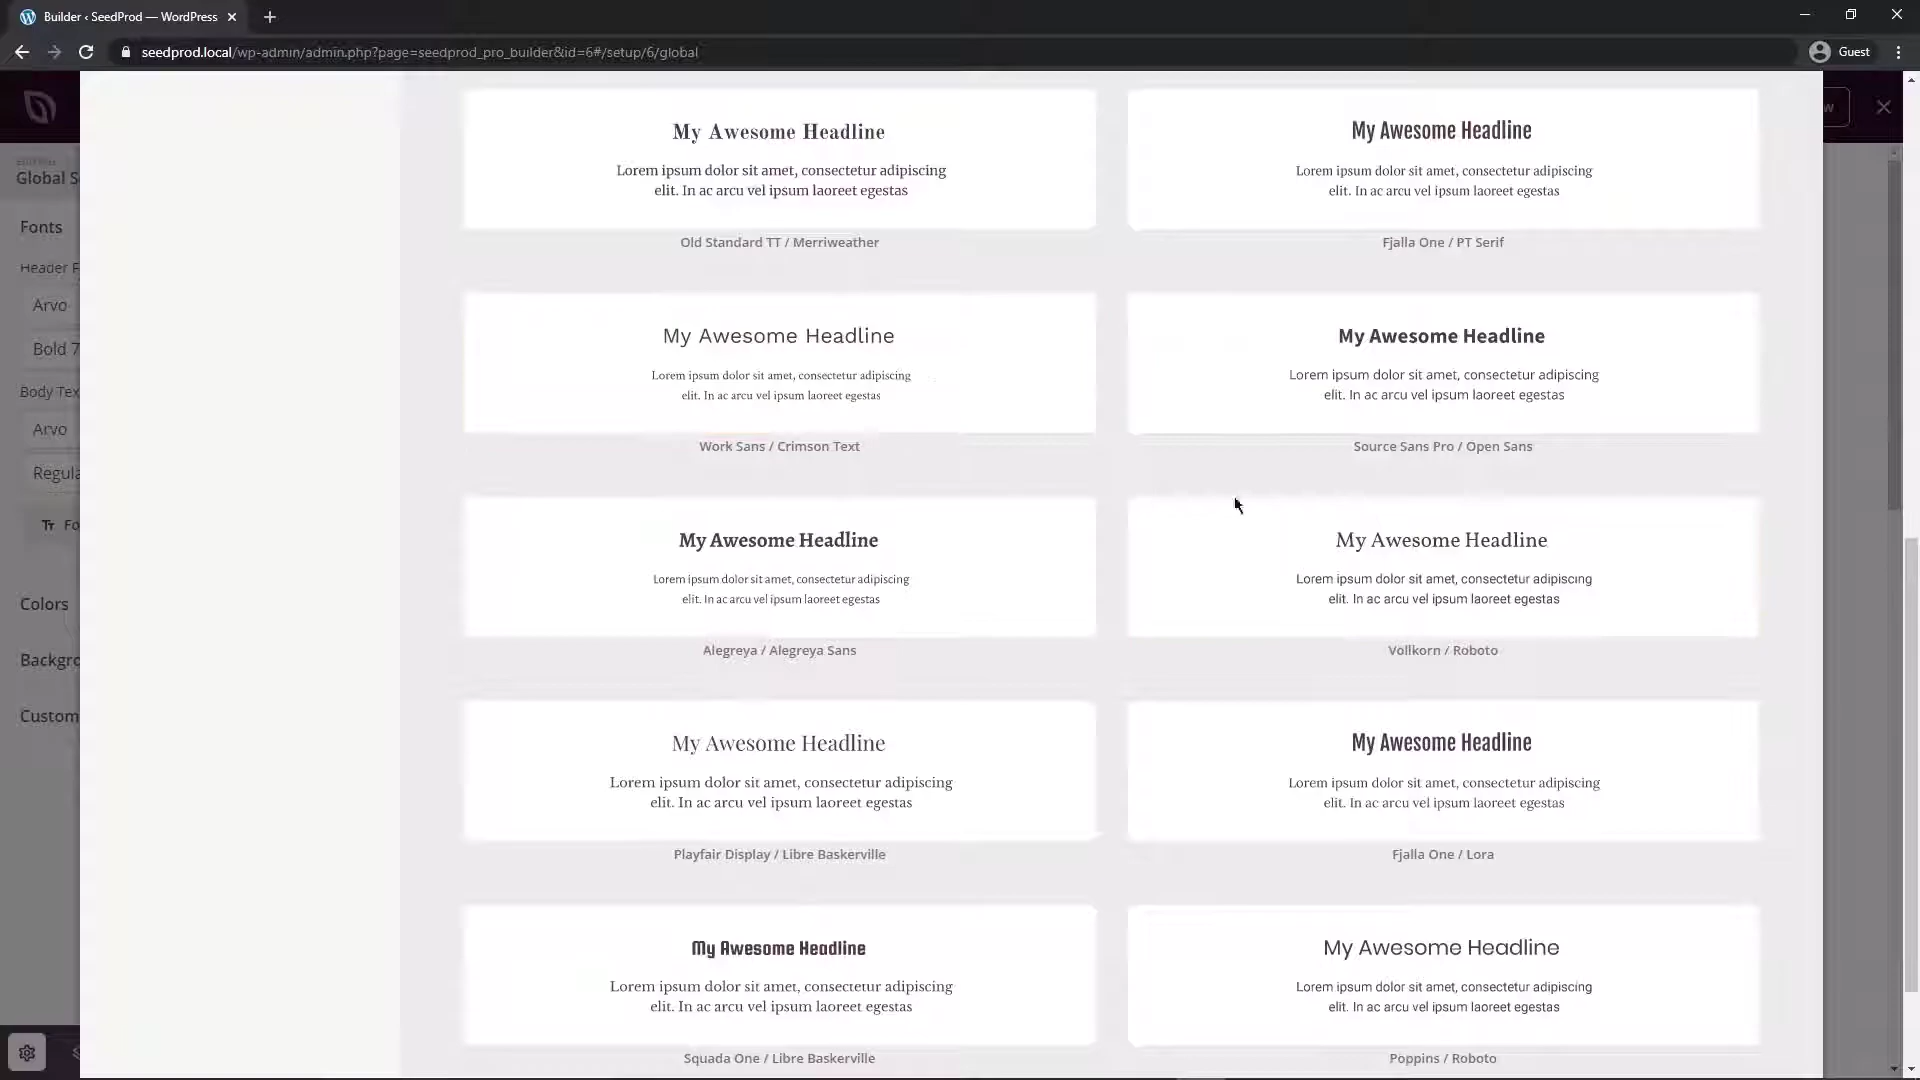 Builder ‹ SeedProd — WordPress
seedprod.local/wp-admin/admin.php?page=seedprod_pro_builder&id=6#/setup/6/global
Guest
Global S
Fonts
Header F
Arvo
Bold 7
Body Tex
Arvo
Regula
Tr Fo
Colors
Backgro
Custom
My Awesome Headline
Lorem ipsum dolor sit amet, consectetur adipiscing
elit. In ac arcu vel ipsum laoreet egestas
Old Standard TT / Merriweather
My Awesome Headline
Lorem ipsum dolor sit amet, consectetur adipiscing
elit. In ac arcu vel ipsum laoreet egestas
Fjalla One / PT Serif
My Awesome Headline
Lorem ipsum dolor sit amet, consectetur adipiscing
elit. In ac arcu vel ipsum laoreet egestas
Work Sans / Crimson Text
My Awesome Headline
Lorem ipsum dolor sit amet, consectetur adipiscing
elit. In ac arcu vel ipsum laoreet egestas
Source Sans Pro / Open Sans
My Awesome Headline
Lorem ipsum dolor sit amet, consectetur adipiscing
elit. In ac arcu vel ipsum laoreet egestas
Alegreya / Alegreya Sans
My Awesome Headline
Lorem ipsum dolor sit amet, consectetur adipiscing
elit. In ac arcu vel ipsum laoreet egestas
Vollkorn / Roboto
My Awesome Headline
Lorem ipsum dolor sit amet, consectetur adipiscing
elit. In ac arcu vel ipsum laoreet egestas
Playfair Display / Libre Baskerville
My Awesome Headline
Lorem ipsum dolor sit amet, consectetur adipiscing
elit. In ac arcu vel ipsum laoreet egestas
Fjalla One / Lora
My Awesome Headline
Lorem ipsum dolor sit amet, consectetur adipiscing
elit. In ac arcu vel ipsum laoreet egestas
Squada One / Libre Baskerville
My Awesome Headline
Lorem ipsum dolor sit amet, consectetur adipiscing
elit. In ac arcu vel ipsum laoreet egestas
Poppins / Roboto